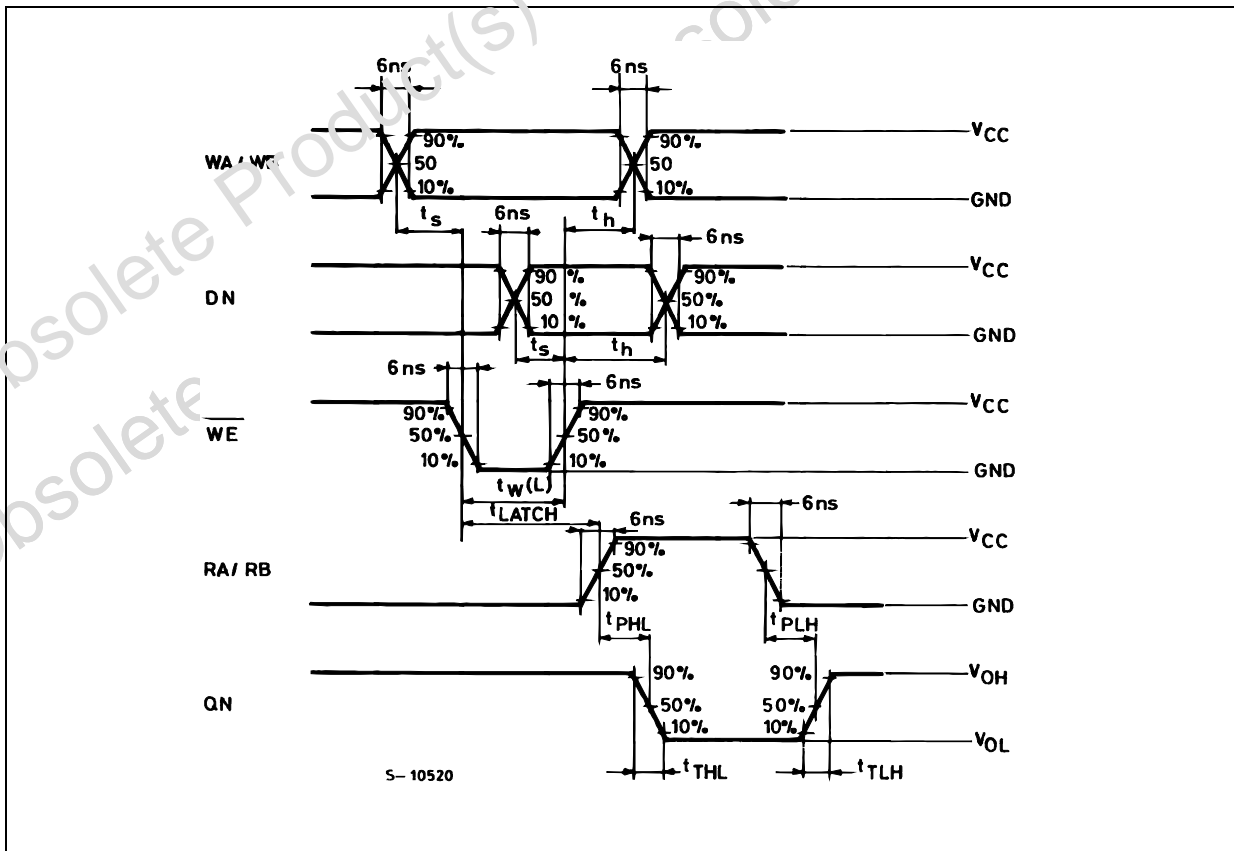 Obsolete Product(s)
6ns 6ns
90% 90% VCC
WA/WB 50 50
10% 10% GND
ts 6ns th 6ns
90 % 90% VCC
DN 50 % 50%
10 % 10% GND
ts th
6ns 6ns
90% 90% VCC
WE 50% 50%
10% 10% GND
tW(L)
tLATCH 6ns 6ns
90% VCC
RA/RB 50%
10% GND
tPHL tPLH
90% 90% VOH
QN 50% 50%
10% 10% VOL
S-10520 tTHL tTLH